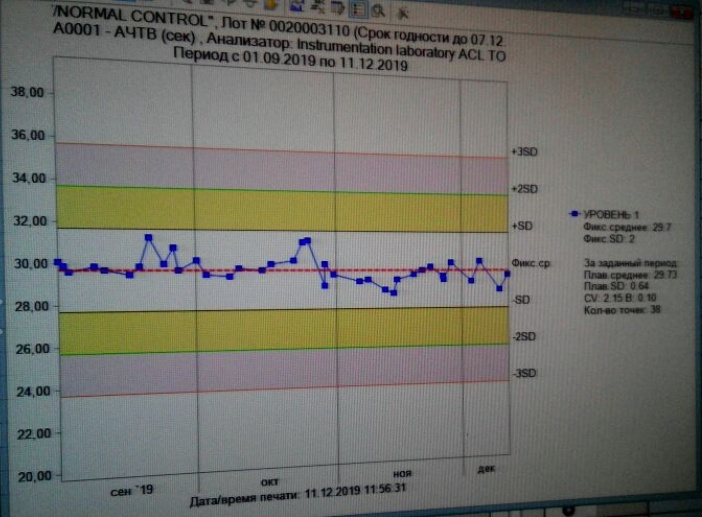 "NORMAL CONTROL", Лот № 0020003110 (Срок годности до 07.12.
A0001 - АЧТВ (сек) , Анализатор: Instrumentation laboratory ACL TO
Период с 01.09.2019 по 11.12.2019
38,00
36,00
34,00
32,00
30,00
28,00
26,00
24,00
22,00
20,00
+3SD
+2SD
+SD
Фикс.ср.
-SD
-2SD
-3SD
УРОВЕНЬ:1
Фикс.среднее: 29.7
Фикс.SD: 2
За заданный период:
Плав.среднее: 29.73
Плав.SD: 0.64
CV: 2.15 B: 0.10
Кол-во точек: 38
сен `19
окт
ноя
дек
Дата/время печати: 11.12.2019 11:56:31